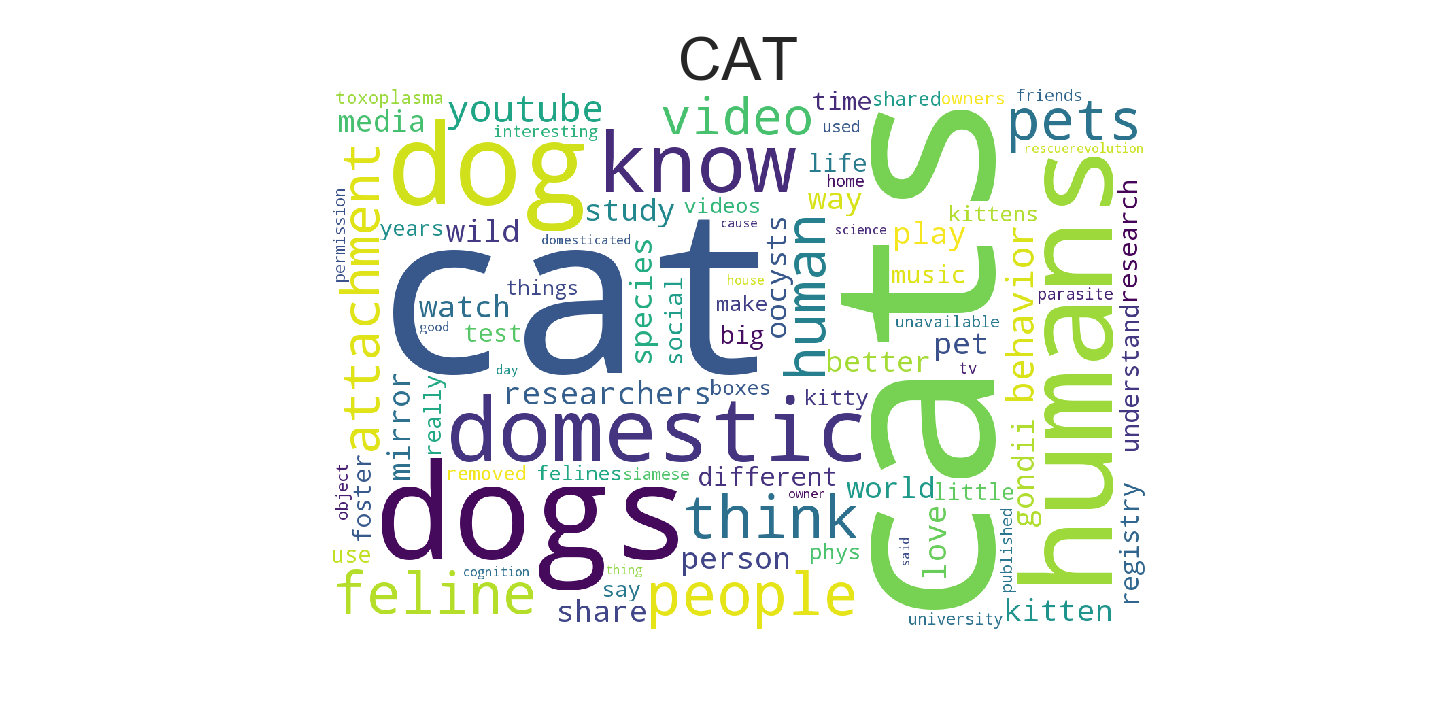 CAT
toxoplasma
youtube
video
time
shared
owners
friends
media
interesting
used
pets
rescuerevolution
dog
know
life
home
cats
humans
attachment
permission
study
videos
way
kittens
research
years
wild
domesticated
cause
science
play
cat
species
social
oocysts
human
music
behavior
things
house
parasite
watch
make
unavailable
good
test
big
pet
understand
better
tv
day
mirror
really
researchers
boxes
kitty
domestic
removed
felines
siamese
different
world
little
gondii
object
foster
dogs
think
owner
love
registry
use
person
phys
said
published
cognition
thing
feline
say
share
people
university
kitten